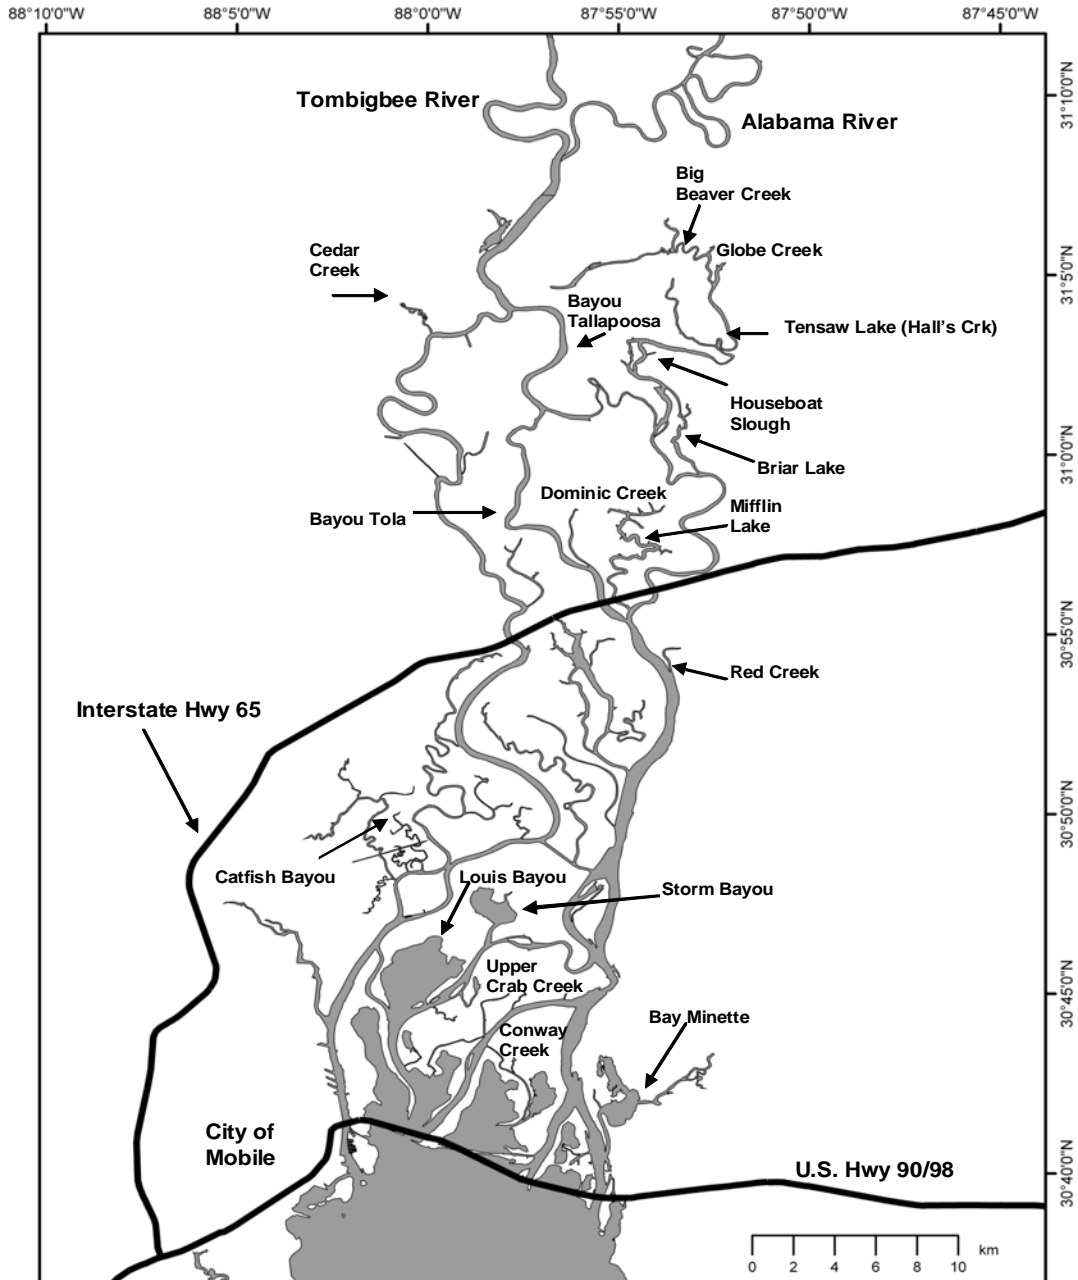 88°10'0"W
88°5'0"W
88°0'0"W
87°55'0"W
87°50'0"W
87°45'0"W
31°10'0"N
Tombigbee River
Alabama River
Big
Beaver Creek
Globe Creek
Cedar
Creek
31°5'0"N
Bayou
Tallapoosa
Tensaw Lake (Hall's Crk)
Houseboat
Slough
Briar Lake
31°0'0"N
Dominic Creek
Mifflin
Lake
Bayou Tola
30°55'0"N
Red Creek
Interstate Hwy 65
30°50'0"N
Catfish Bayou
Louis Bayou
Storm Bayou
Upper
Crab Creek
30°45'0"N
Bay Minette
Conway
Creek
City of
Mobile
U.S. Hwy 90/98
30°40'0"N
0 2 4 6 8 10 km